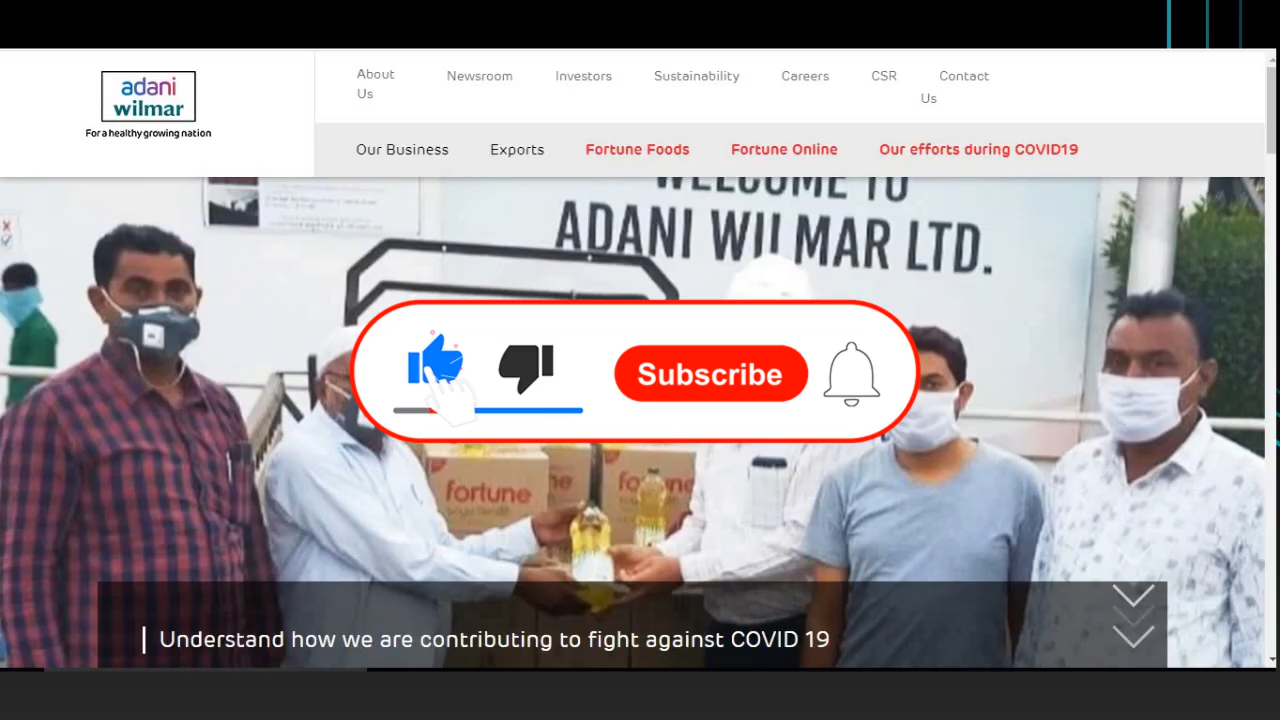 adani
wilmar
For a healthy growing nation
About
Us
Newsroom
Investors
Sustainability
Careers
CSR
Contact
Us
Our Business
Exports
Fortune Foods
Fortune Online
Our efforts during COVID19
WELCOME TO
ADANI WILMAR LTD.
Subscribe
fortune
Understand how we are contributing to fight against COVID 19